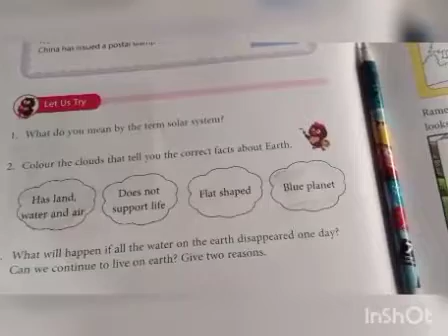 China has issued a postal stamp
Let Us Try
1. What do you mean by the term solar system?
2. Colour the clouds that tell you the correct facts about Earth.
Has land,
water and air
Does not
support life
Flat shaped
Blue planet
What will happen if all the water on the earth disappeared one day?
Can we continue to live on earth? Give two reasons.
Rame
looks
InShOt